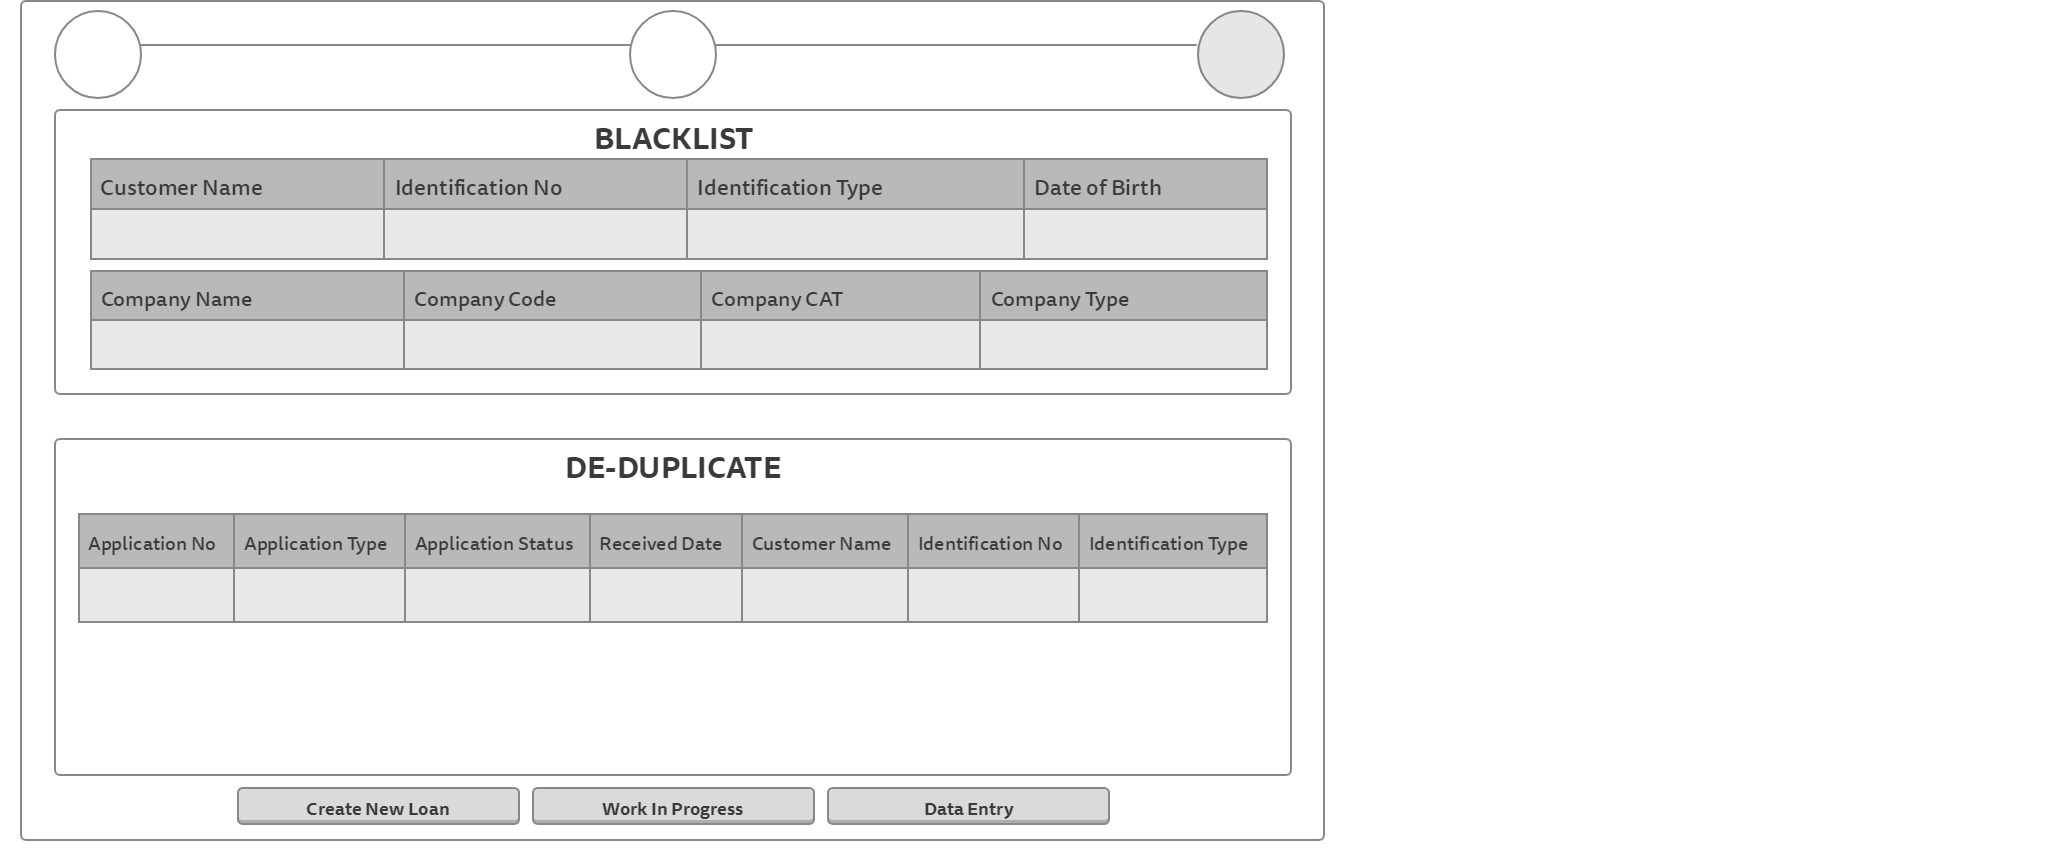 BLACKLIST
Customer Name Identification No Identification Type Date of Birth
Company Name Company Code Company CAT Company Type
DE-DUPLICATE
Application No Application Type Application Status Received Date Customer Name Identification No Identification Type
Create New Loan Work In Progress Data Entry